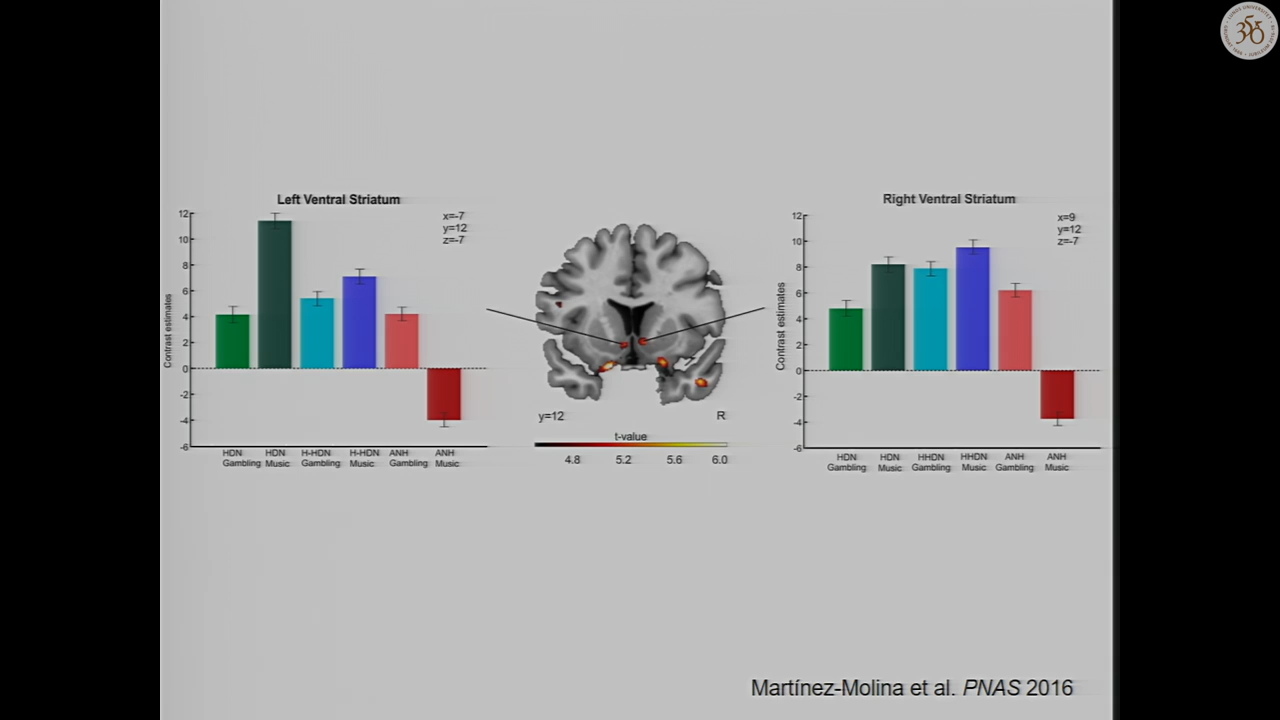 Left Ventral Striatum
x=-7
y=12
z=-7
Contrast estimates
12
10
8
6
4
2
0
-2
-4
-6
HDN Gambling
HDN Music
H-HDN Gambling
H-HDN Music
ANH Gambling
ANH Music
y=12
R
t-value
4.8 5.2 5.6 6.0
Right Ventral Striatum
x=9
y=12
z=-7
Contrast estimates
12
10
8
6
4
2
0
-2
-4
-6
HDN Gambling
HDN Music
HHDN Gambling
HHDN Music
ANH Gambling
ANH Music
Martínez-Molina et al. PNAS 2016